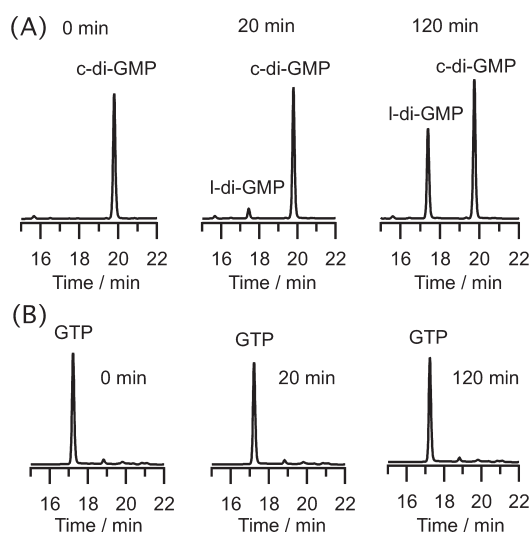 (A) 0 min 20 min 120 min
c-di-GMP c-di-GMP c-di-GMP
l-di-GMP
l-di-GMP
16 18 20 22 16 18 20 22 16 18 20 22
Time / min Time / min Time / min
(B)
GTP GTP GTP
0 min 20 min 120 min
16 18 20 22 16 18 20 22 16 18 20 22
Time / min Time / min Time / min